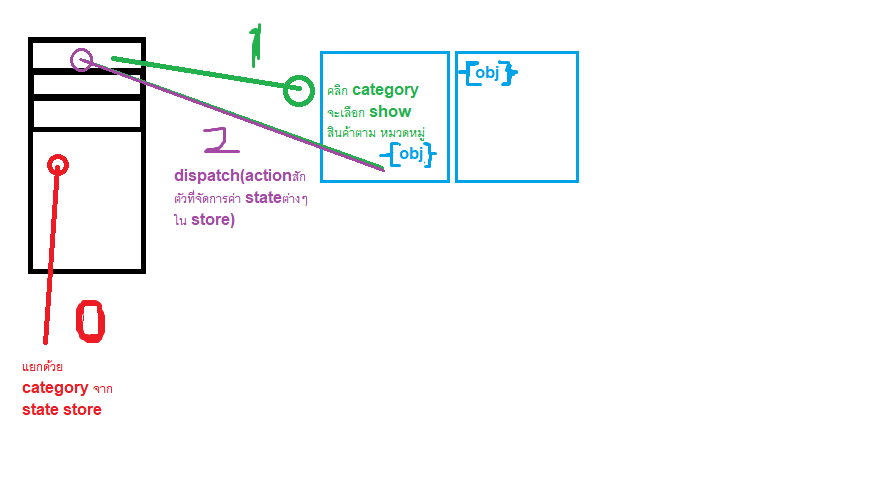 1
{obj}
คลิก category
จะเลือก show
สินค้าตาม หมวดหมู่
{obj}
2
dispatch(actionสัก
ตัวที่จัดการค่า stateต่างๆ
ใน store)
0
แยกด้วย
category จาก
state store